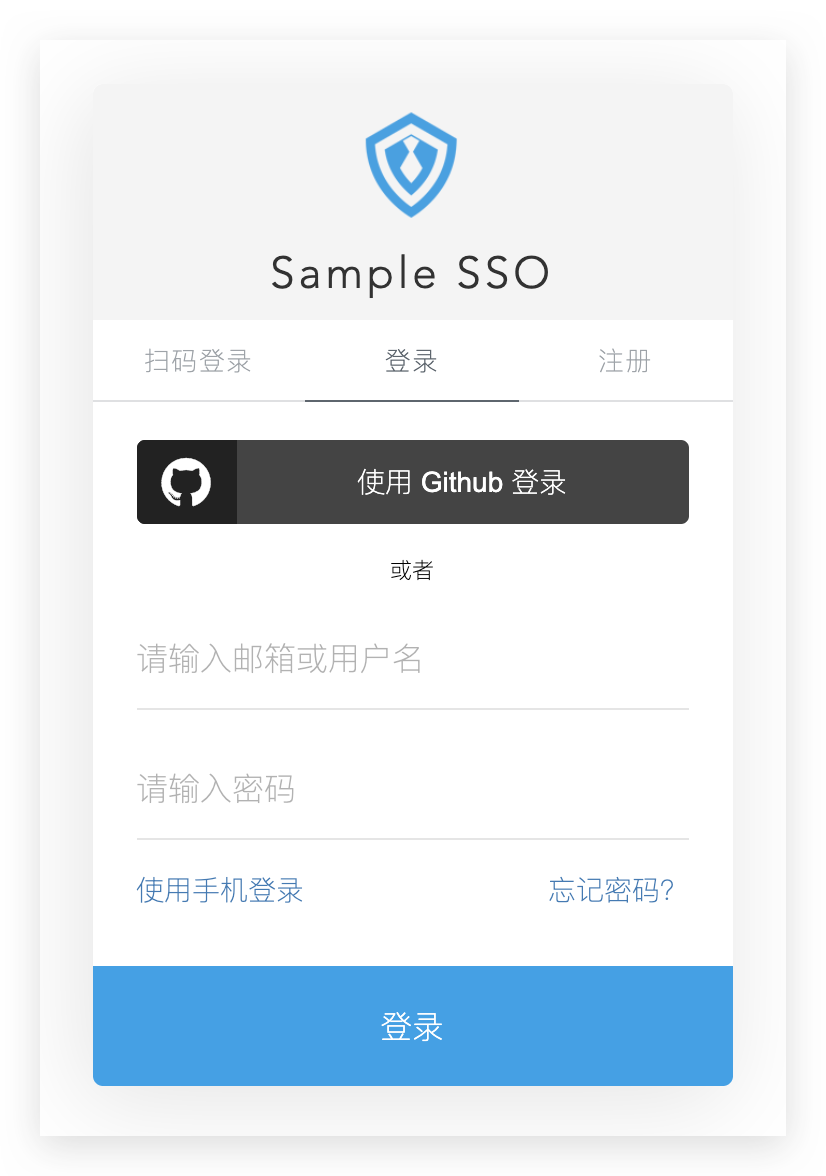 Sample SSO
扫码登录 登录 注册
使用 Github 登录
或者
请输入邮箱或用户名
请输入密码
使用手机登录 忘记密码?
登录